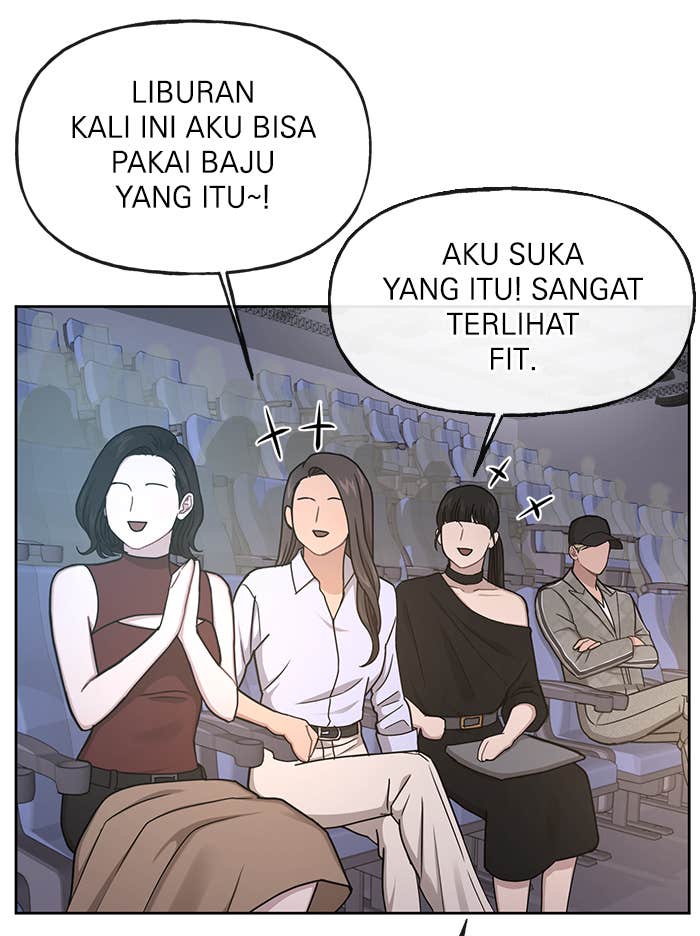 LIBURAN
KALI INI AKU BISA
PAKAI BAJU
YANG ITU~!
AKU SUKA
YANG ITU! SANGAT
TERLIHAT
FIT.